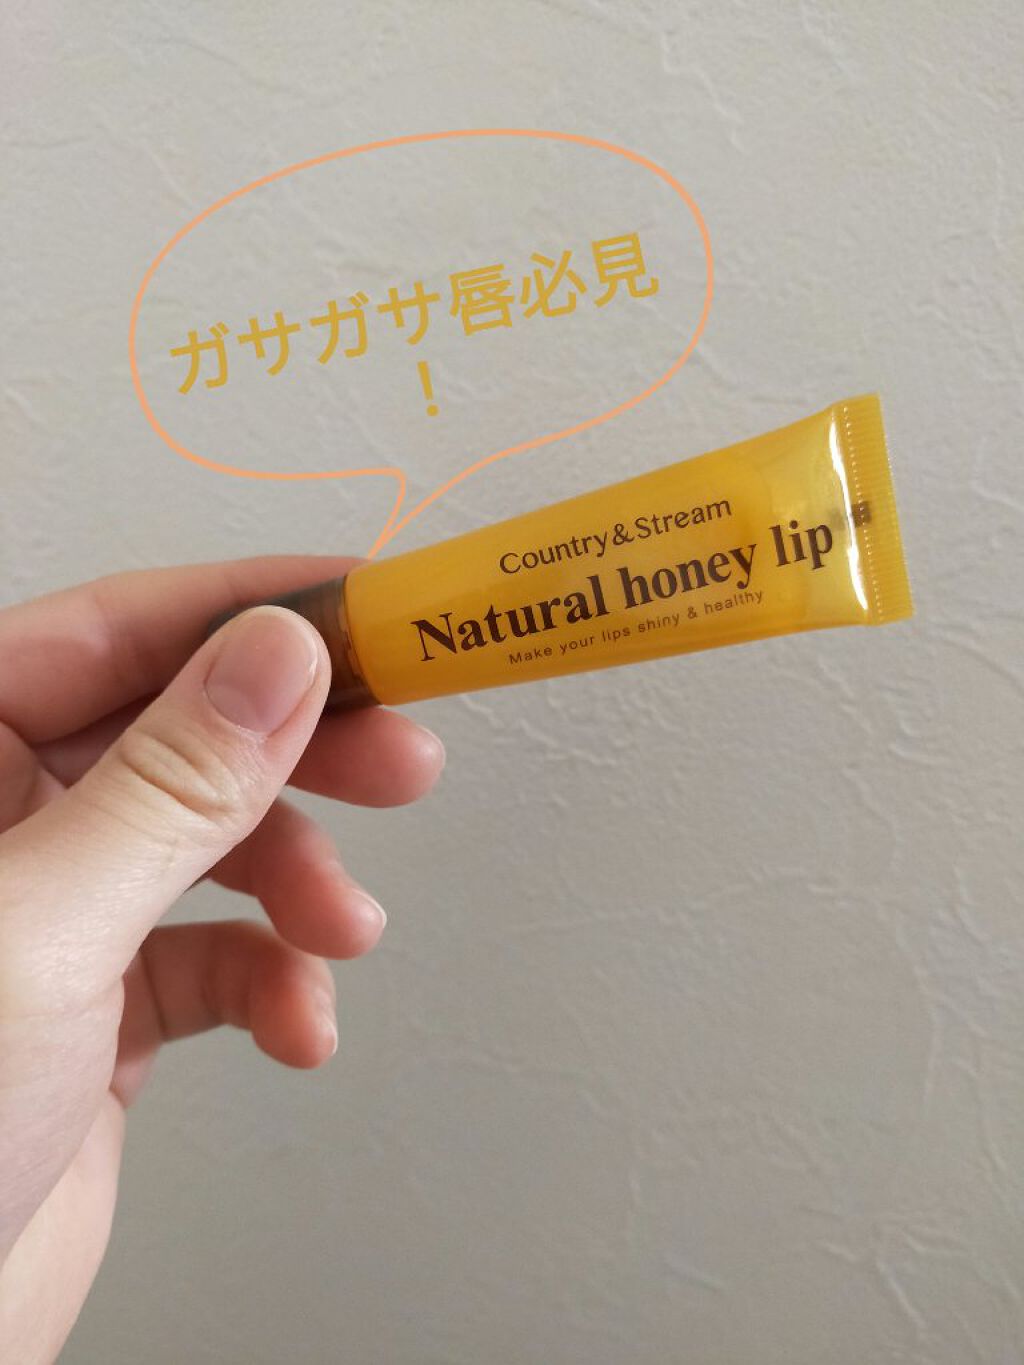 ガサガサ唇必見
！
Country&Stream
Natural honey lip
Make your lips shiny & healthy